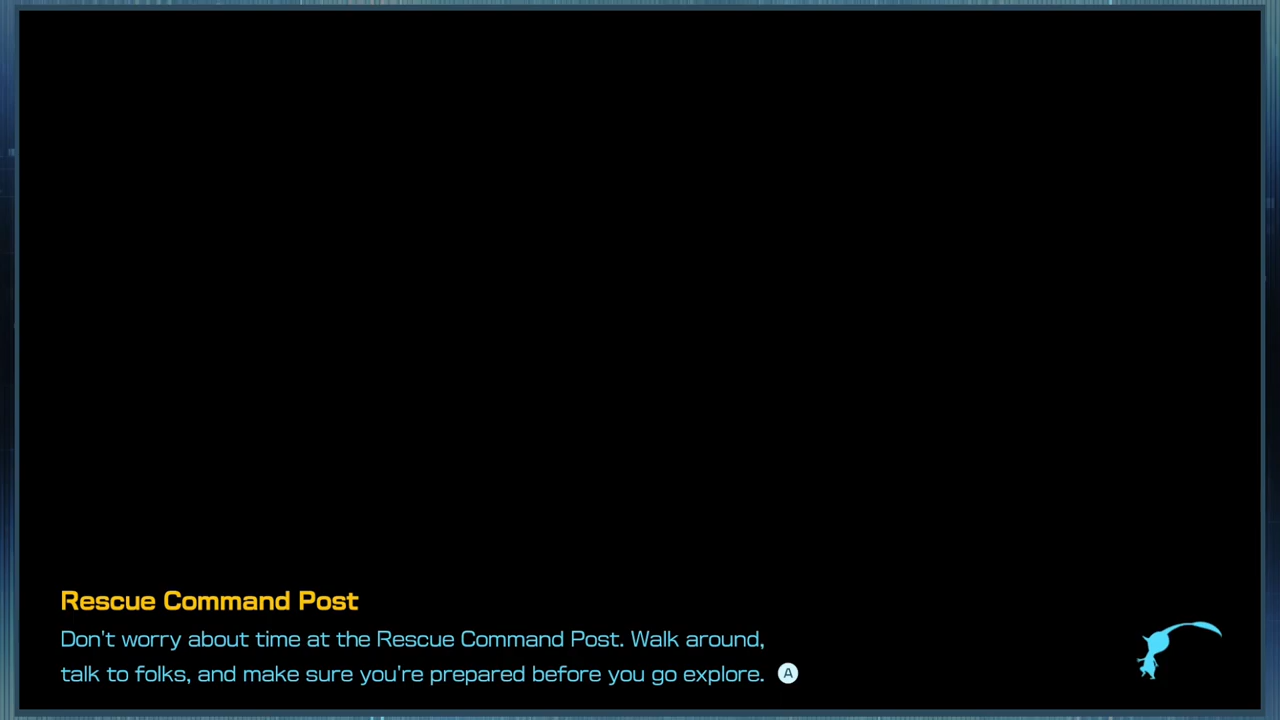 Rescue Command Post
Don't worry about time at the Rescue Command Post. Walk around,
talk to folks, and make sure you're prepared before you go explore. A